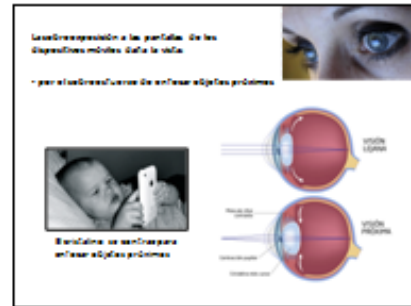 La sobreexposición a las pantallas de los
dispositivos móviles daña la vista
- por el sobreesfuerzo de enfocar objetos próximos
VISIÓN
LEJANA
VISIÓN
PRÓXIMA
El cristalino se contrae para
enfocar objetos próximos